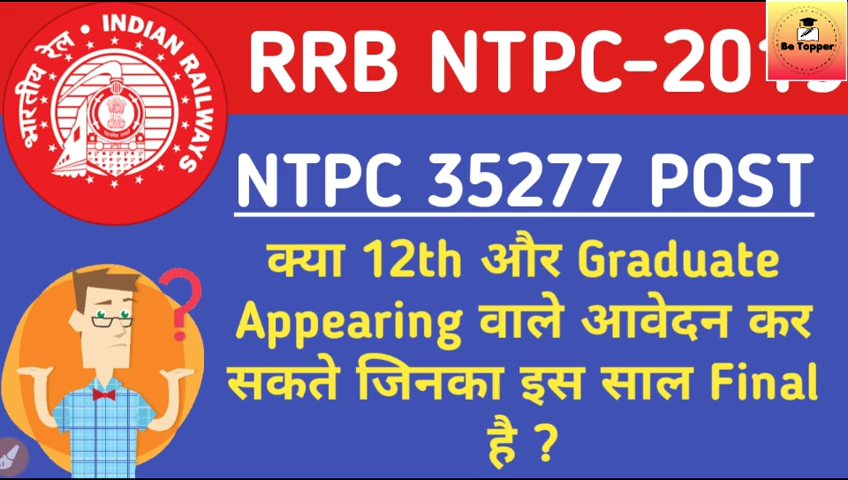 भारतीय रेल • INDIAN RAILWAYS
RRB NTPC-2019
Be Topper
NTPC 35277 POST
क्या 12th और Graduate
Appearing वाले आवेदन कर
सकते जिनका इस साल Final
है ?
?